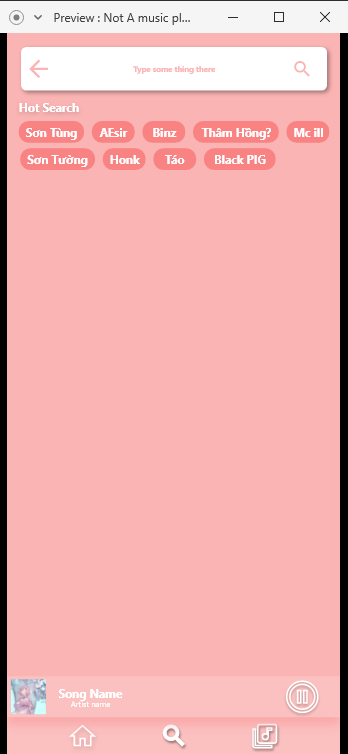 Preview : Not A music pl...
Type some thing there
Hot Search
Sơn Tùng AEsir Binz Thâm Hồng? Mc ill
Sơn Tường Honk Táo Black PIG
Song Name
Artist name